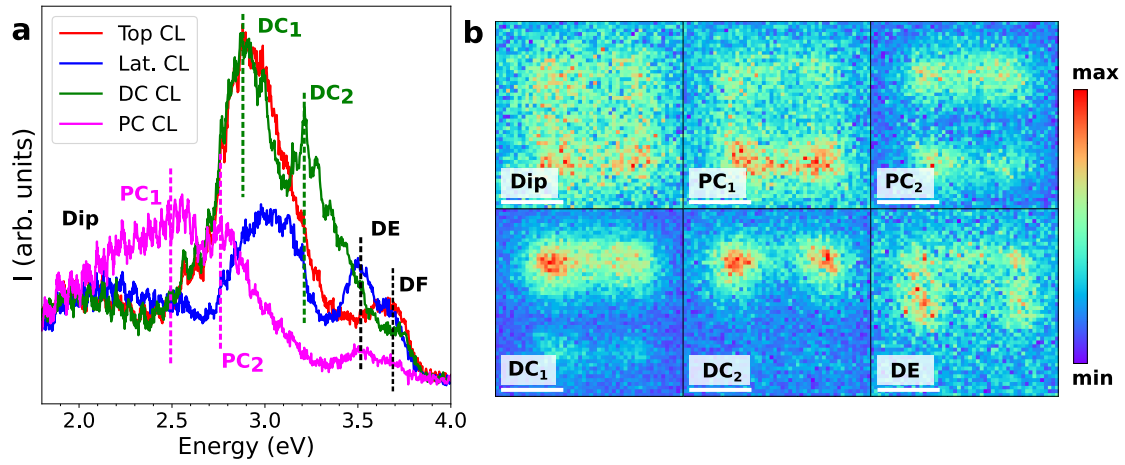 a
Top CL
Lat. CL
DC CL
PC CL
DC₁
DC₂
PC₁
Dip
DE
DF
PC₂
I (arb. units)
2.0 2.5 3.0 3.5 4.0
Energy (eV)
b
Dip
PC₁
PC₂
DC₁
DC₂
DE
max
min